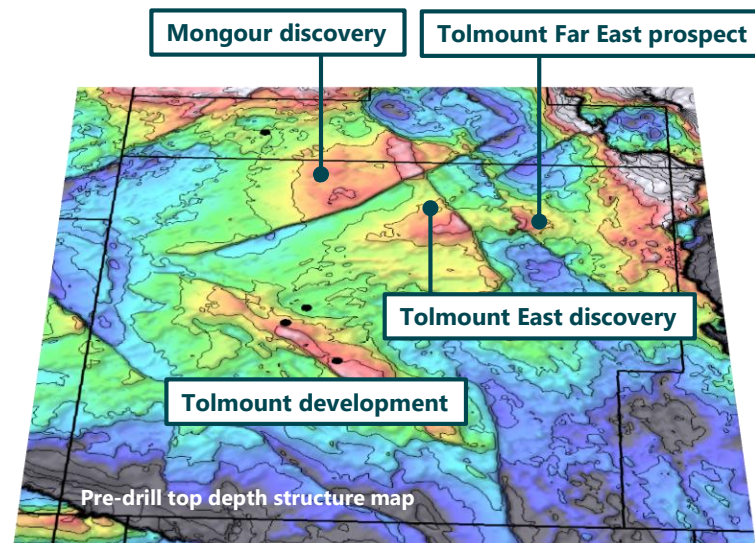 Mongour discovery
Tolmount Far East prospect
Tolmount East discovery
Tolmount development
Pre-drill top depth structure map